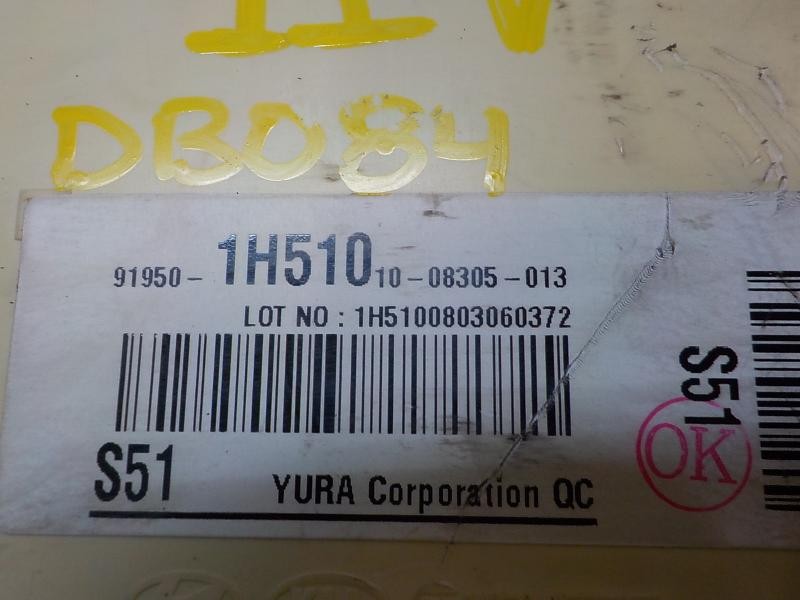 DB084
91950-1H510 10-08305-013
LOT NO : 1H5100803060372
S51
YURA Corporation QC
S51
OK